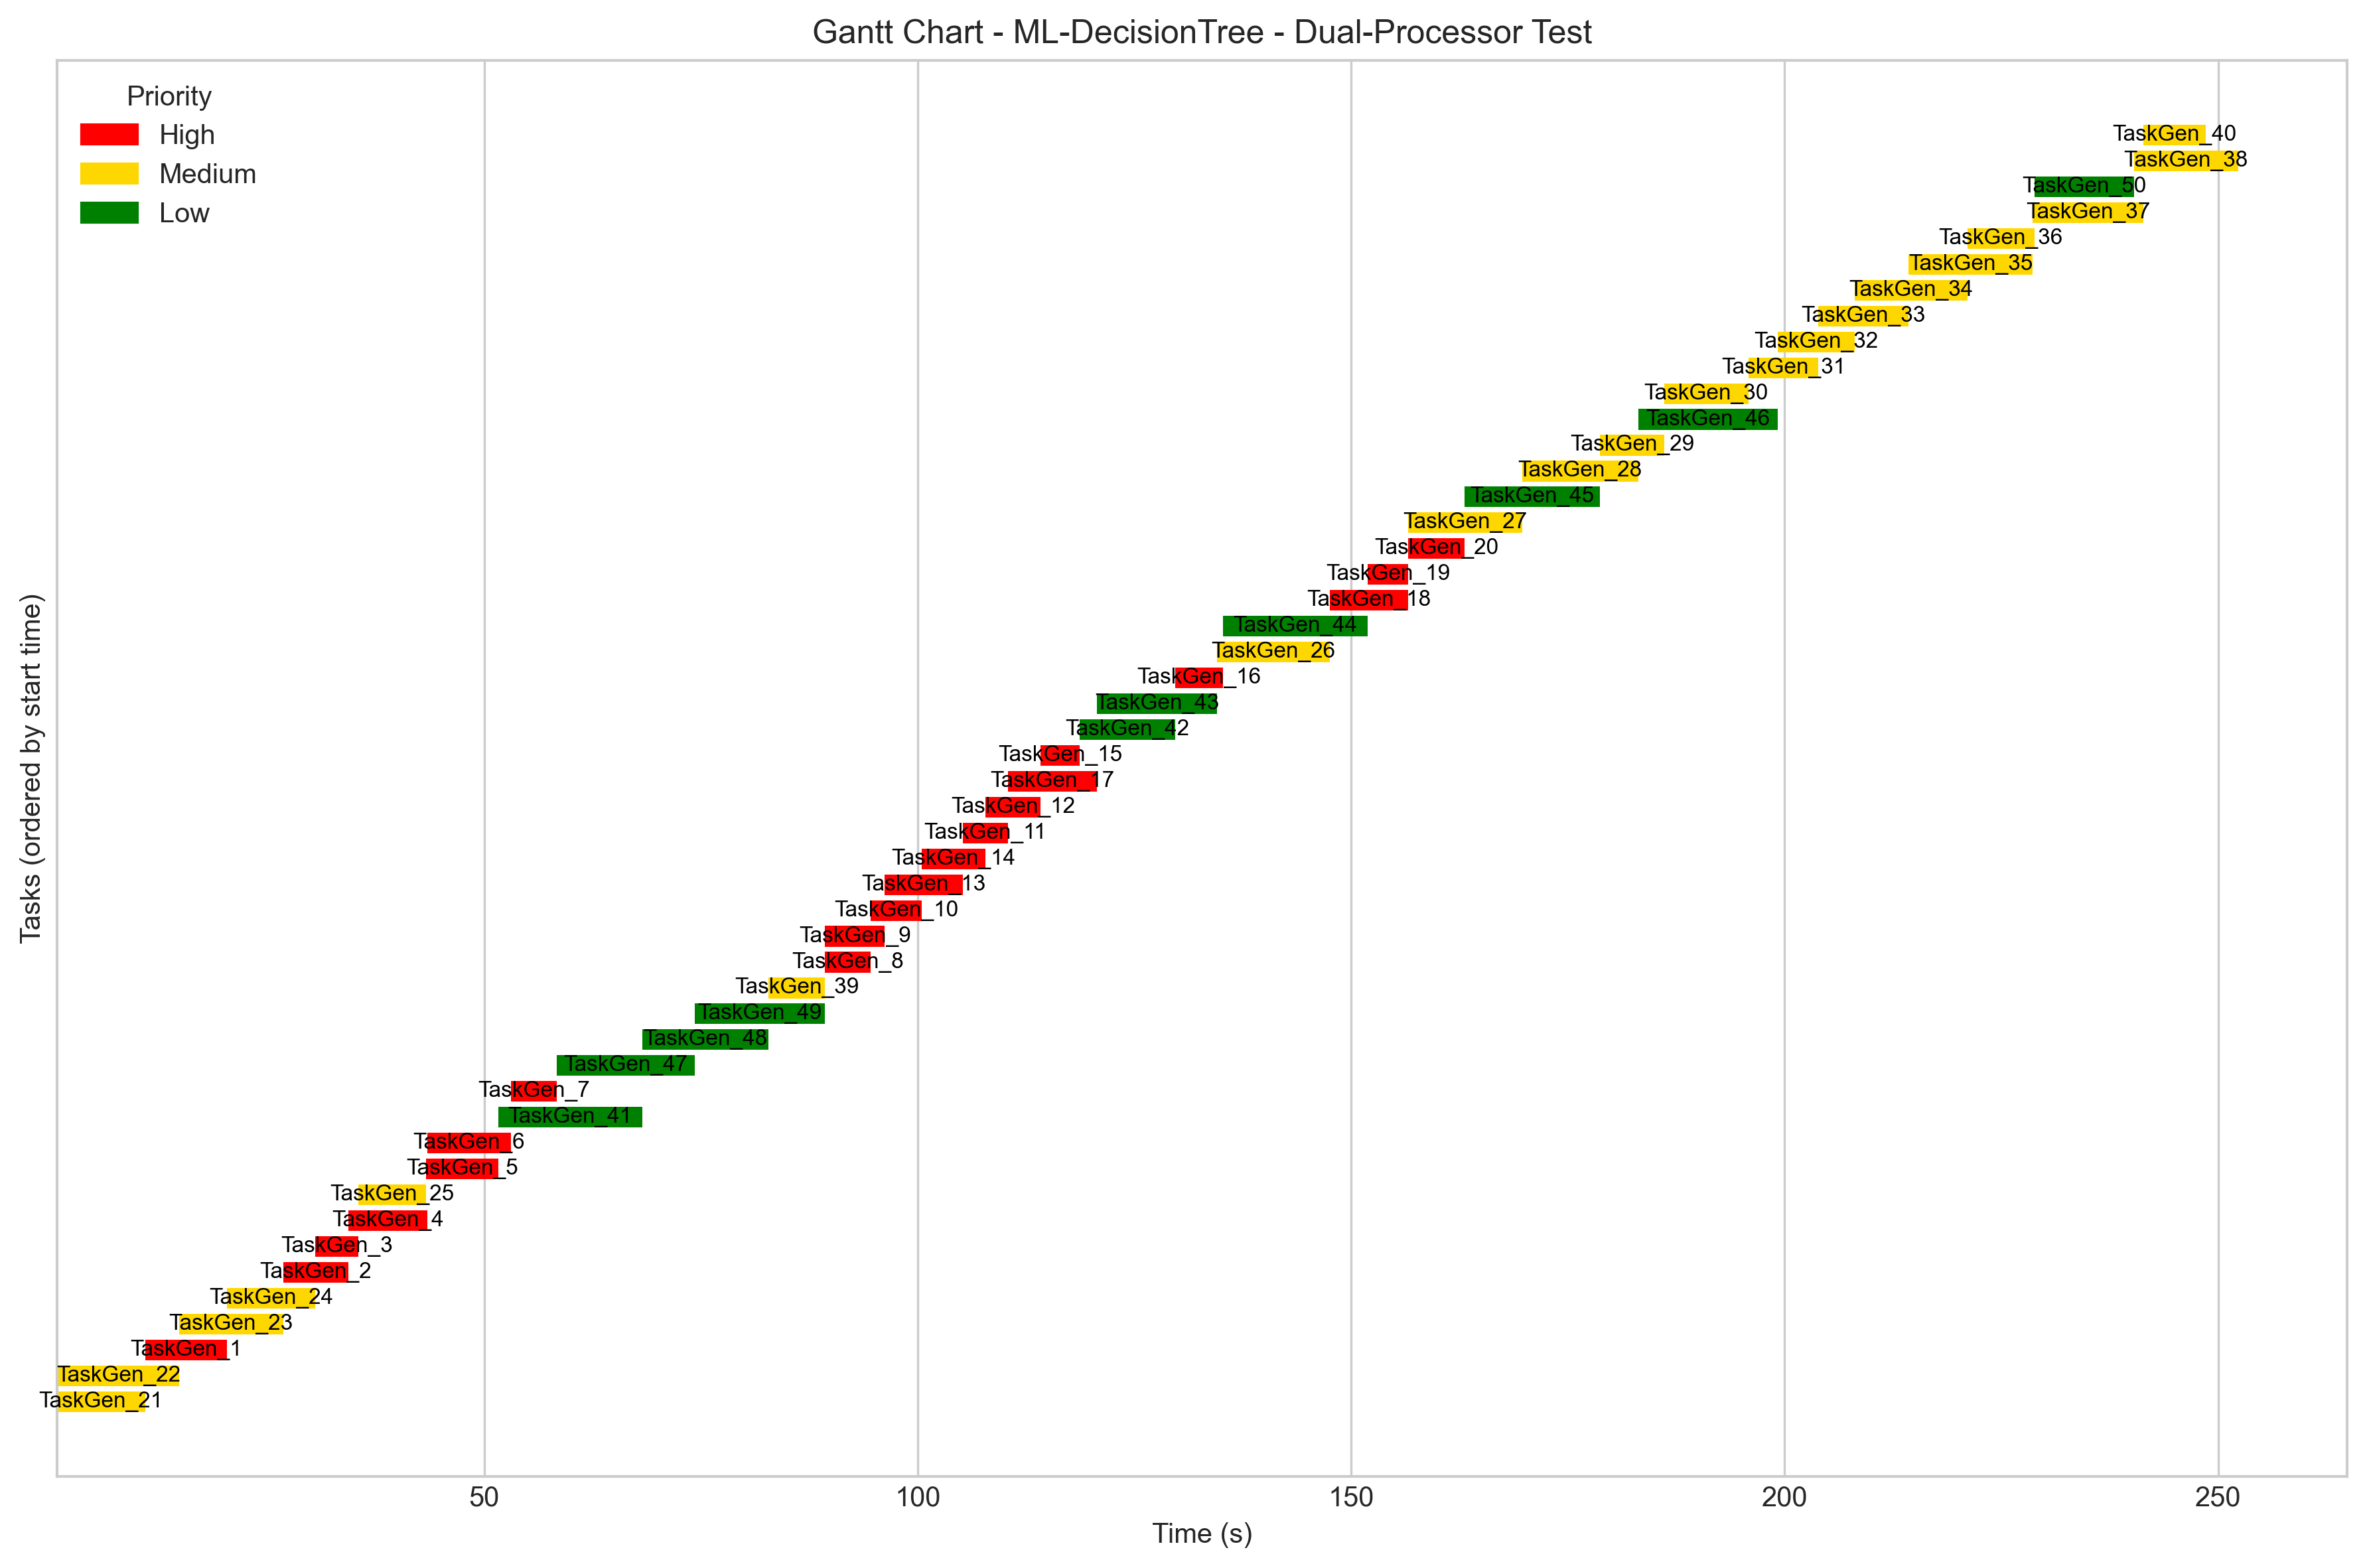 Gantt Chart - ML-DecisionTree - Dual-Processor Test
Priority
High
Medium
Low
TaskGen_40
TaskGen_38
TaskGen_50
TaskGen_37
TaskGen_36
TaskGen_35
TaskGen_34
TaskGen_33
TaskGen_32
TaskGen_31
TaskGen_30
TaskGen_46
TaskGen_29
TaskGen_28
TaskGen_45
TaskGen_27
TaskGen_20
TaskGen_19
TaskGen_18
TaskGen_44
TaskGen_26
TaskGen_16
TaskGen_43
TaskGen_42
TaskGen_15
TaskGen_17
TaskGen_12
TaskGen_11
TaskGen_14
TaskGen_13
TaskGen_10
TaskGen_9
TaskGen_8
TaskGen_39
TaskGen_49
TaskGen_48
TaskGen_47
TaskGen_7
TaskGen_41
TaskGen_6
TaskGen_5
TaskGen_25
TaskGen_4
TaskGen_3
TaskGen_2
TaskGen_24
TaskGen_23
TaskGen_1
TaskGen_22
TaskGen_21
Tasks (ordered by start time)
50 100 150 200 250
Time (s)